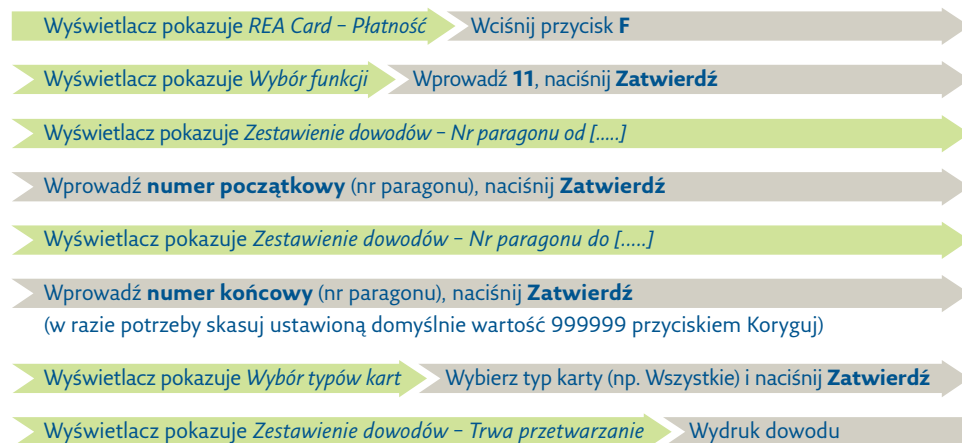 Wyświetlacz pokazuje REA Card – Płatność Wciśnij przycisk F
Wyświetlacz pokazuje Wybór funkcji Wprowadź 11, naciśnij Zatwierdź
Wyświetlacz pokazuje Zestawienie dowodów – Nr paragonu od [.....]
Wprowadź numer początkowy (nr paragonu), naciśnij Zatwierdź
Wyświetlacz pokazuje Zestawienie dowodów – Nr paragonu do [.....]
Wprowadź numer końcowy (nr paragonu), naciśnij Zatwierdź
(w razie potrzeby skasuj ustawioną domyślnie wartość 999999 przyciskiem Koryguj)
Wyświetlacz pokazuje Wybór typów kart Wybierz typ karty (np. Wszystkie) i naciśnij Zatwierdź
Wyświetlacz pokazuje Zestawienie dowodów – Trwa przetwarzanie Wydruk dowodu